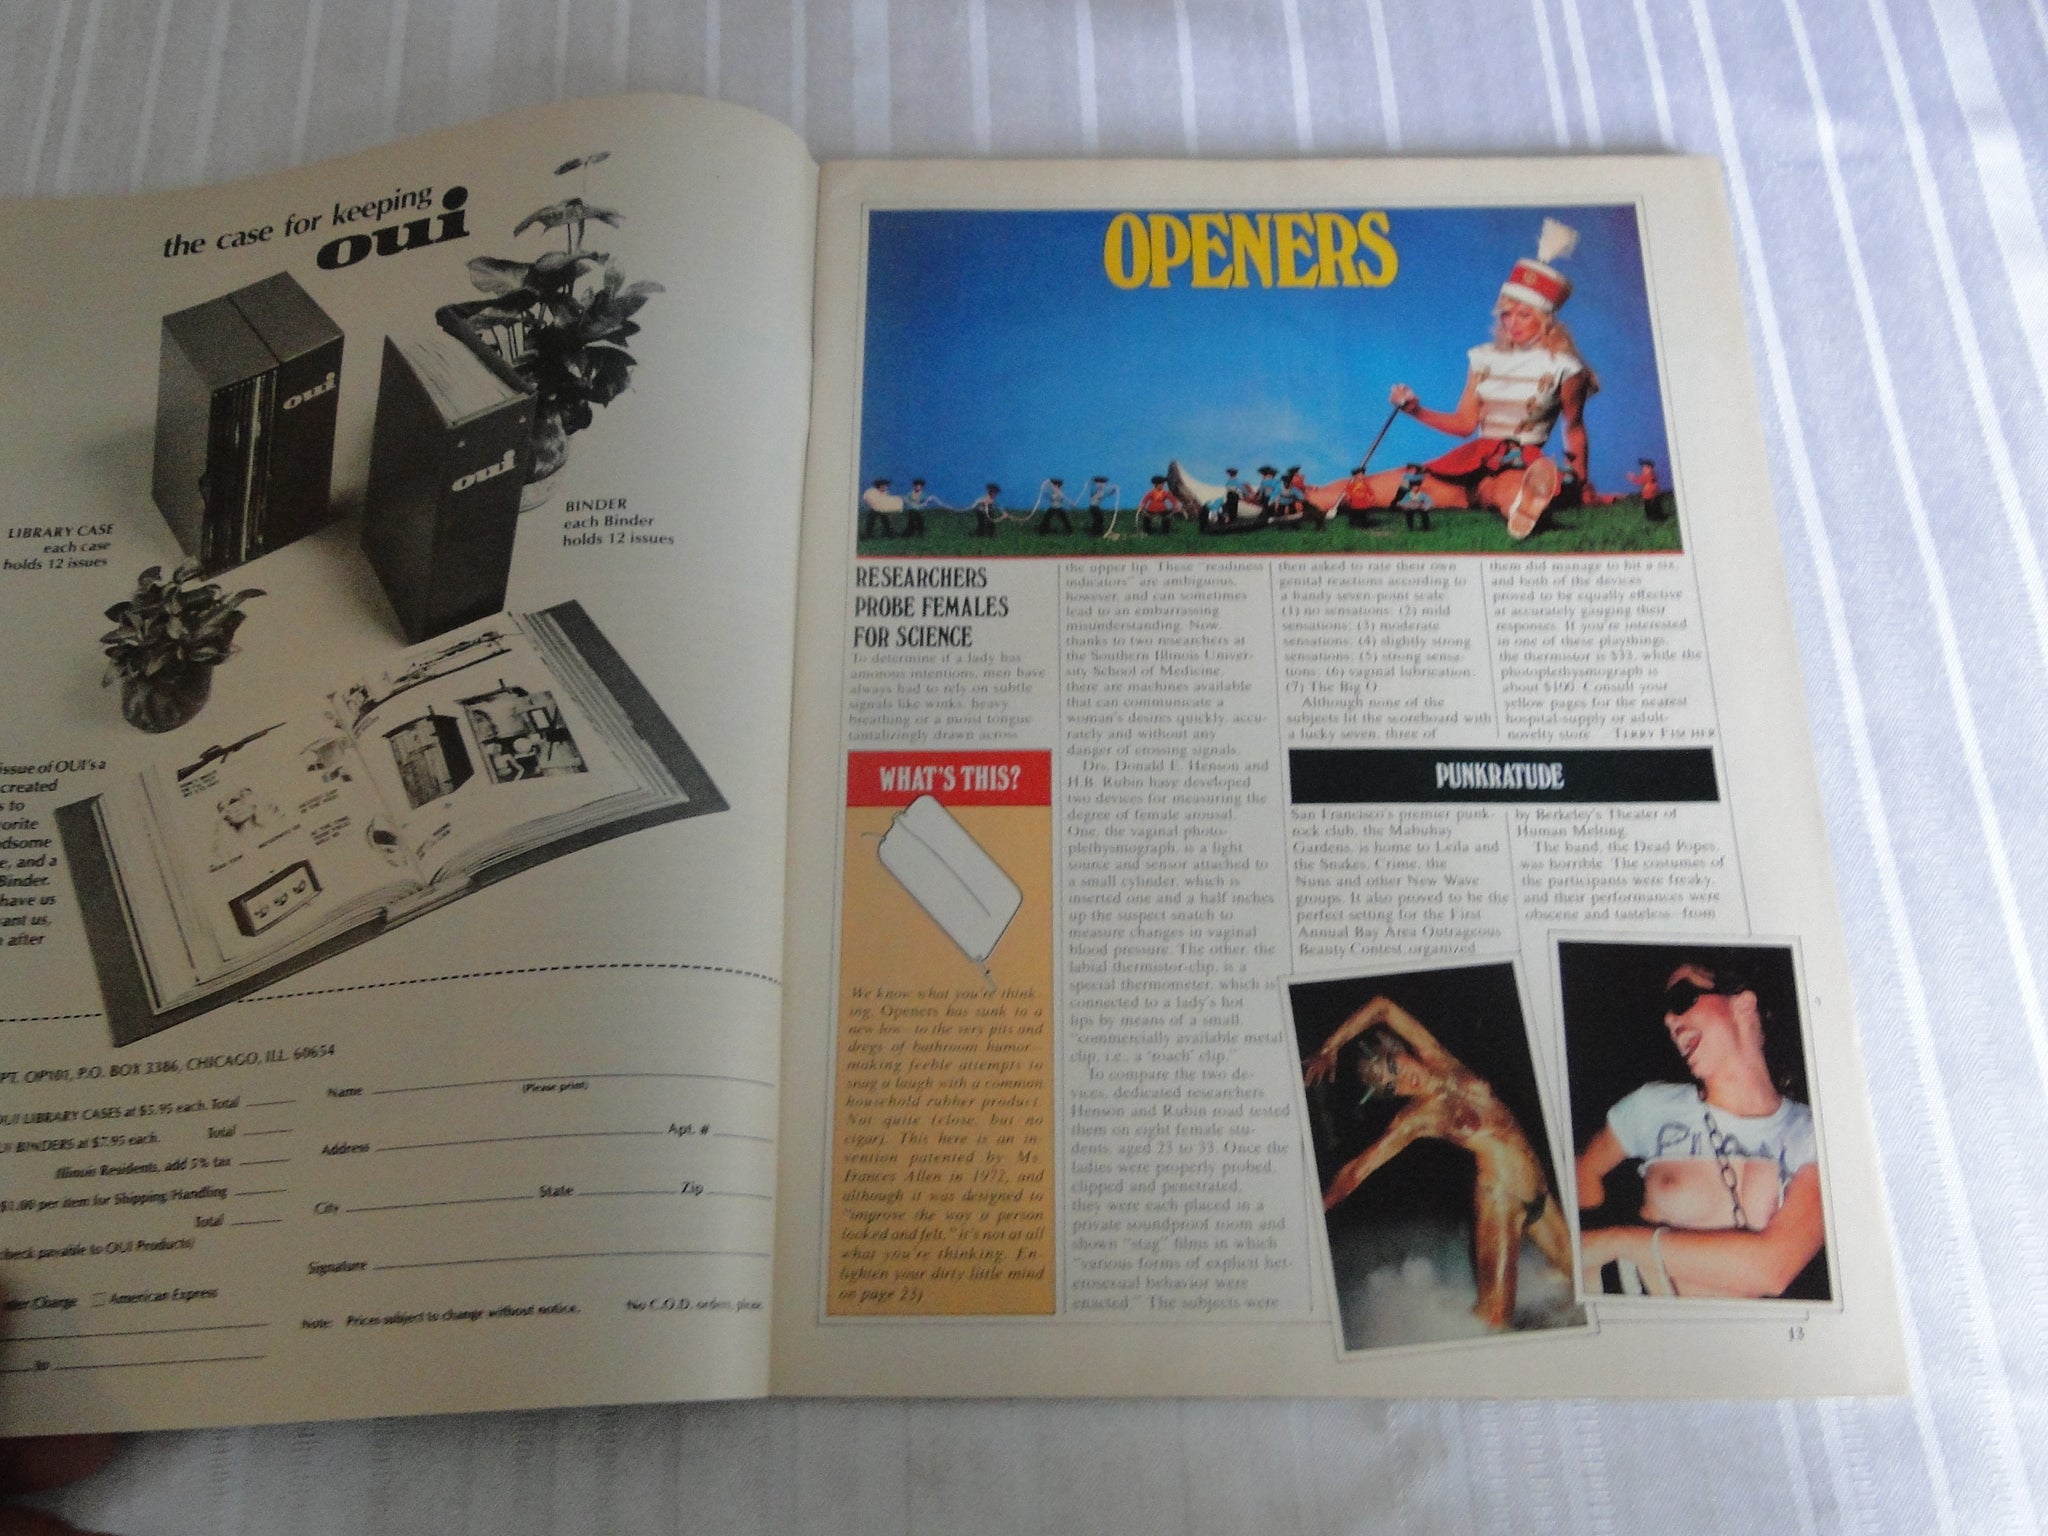 the case for keeping
oui
oui
oui
LIBRARY CASE
each case
holds 12 issues
BINDER
each Binder
holds 12 issues
issue of OUI's a
created
s to
orite
dsome
e, and a
Binder.
have us
ant us,
after
PT. OP101, P.O. BOX 3386, CHICAGO, ILL. 60654
OUI LIBRARY CASES at $5.95 each. Total
UI BINDERS at $7.95 each. Total
Illinois Residents, add 5% tax
$1.00 per item for Shipping/Handling
Total
check payable to OUI Products)
American Express
to
Name
(Please print)
Address
Apt. #
City
State
Zip
Signature
Note: Prices subject to change without notice. No C.O.D. orders, please.
OPENERS
RESEARCHERS
PROBE FEMALES
FOR SCIENCE
To determine if a lady has
amorous intentions, men have
always had to rely on subtle
signals like winks, heavy
breathing or a moist tongue
tantalizingly drawn across
the upper lip. These "readiness
indicators" are ambiguous,
however, and can sometimes
lead to an embarrassing
misunderstanding. Now,
thanks to two researchers at
the Southern Illinois Univer-
sity School of Medicine,
there are machines available
that can communicate a
woman's desires quickly, accu-
rately and without any
danger of crossing signals.
Drs. Donald E. Henson and
H.B. Rubin have developed
two devices for measuring the
degree of female arousal.
One, the vaginal photo-
plethysmograph, is a light
source and sensor attached to
a small cylinder, which is
inserted one and a half inches
up the suspect snatch to
measure changes in vaginal
blood pressure. The other, the
labial thermistor-clip, is a
special thermometer, which is
connected to a lady's hot
lips by means of a small,
"commercially available metal
clip, i.e., a 'roach' clip."
To compare the two de-
vices, dedicated researchers
Henson and Rubin road tested
them on eight female stu-
dents, aged 23 to 33. Once the
ladies were properly probed,
clipped and penetrated,
they were each placed in a
private soundproof room and
shown "stag" films in which
"various forms of explicit het-
erosexual behavior were
enacted." The subjects were
then asked to rate their own
genital reactions according to
a handy seven-point scale:
(1) no sensations; (2) mild
sensations; (3) moderate
sensations; (4) slightly strong
sensations; (5) strong sensa-
tions; (6) vaginal lubrication;
(7) The Big O.
Although none of the
subjects lit the scoreboard with
a lucky seven, three of
them did manage to hit a six,
and both of the devices
proved to be equally effective
at accurately gauging their
responses. If you're interested
in one of these playthings,
the thermistor is $33, while the
photoplethysmograph is
about $100. Consult your
yellow pages for the nearest
hospital-supply or adult-
novelty store. TERRY FISCHER
WHAT'S THIS?
We know what you're think-
ing. Openers has sunk to a
new low—to the very pits and
dregs of bathroom humor—
making feeble attempts to
snag a laugh with a common
household rubber product.
Not quite (close, but no
cigar). This here is an in-
vention patented by Ms.
Frances Allen in 1972, and
although it was designed to
"improve the way a person
looked and felt," it's not at all
what you're thinking. En-
lighten your dirty little mind
on page 23)
PUNKRATUDE
San Francisco's premier punk-
rock club, the Mabuhay
Gardens, is home to Leila and
the Snakes, Crime, the
Nuns and other New Wave
groups. It also proved to be the
perfect setting for the First
Annual Bay Area Outrageous
Beauty Contest organized
by Berkeley's Theater of
Human Melting.
The band, the Dead Popes,
was horrible. The costumes of
the participants were freaky,
and their performances were
obscene and tasteless—from
13